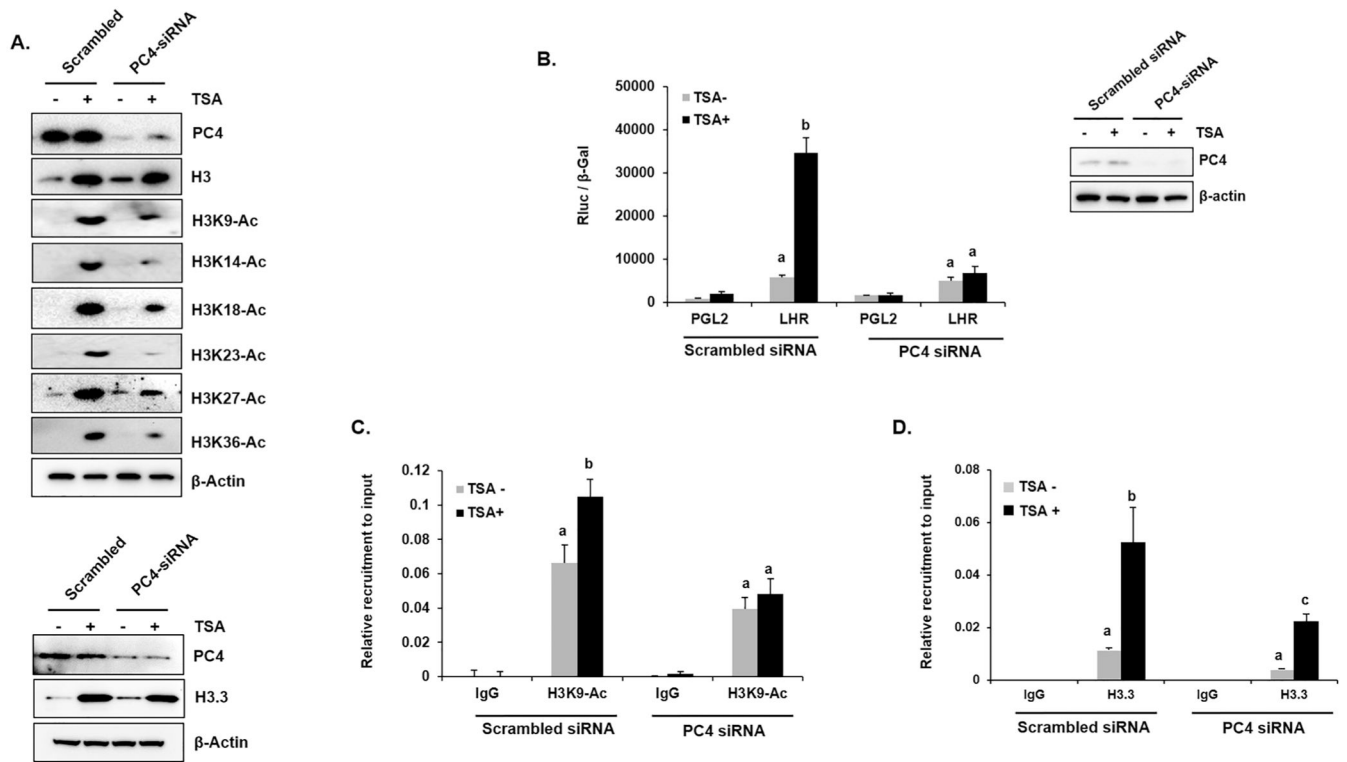 A.
Scrambled
PC4-siRNA
- + - + TSA
PC4
H3
H3K9-Ac
H3K14-Ac
H3K18-Ac
H3K23-Ac
H3K27-Ac
H3K36-Ac
β-Actin
Scrambled
PC4-siRNA
- + - + TSA
PC4
H3.3
β-Actin
B.
Rluc / β-Gal
50000
40000
30000
20000
10000
0
TSA-
TSA+
a
b
a
a
PGL2 LHR PGL2 LHR
Scrambled siRNA PC4 siRNA
Scrambled siRNA
PC4-siRNA
TSA - + - +
PC4
β-actin
C.
Relative recruitment to input
0.12
0.1
0.08
0.06
0.04
0.02
0
TSA -
TSA+
a
b
a
a
IgG H3K9-Ac IgG H3K9-Ac
Scrambled siRNA PC4 siRNA
D.
Relative recruitment to input
0.08
0.06
0.04
0.02
0
TSA -
TSA +
a
b
a
c
IgG H3.3 IgG H3.3
Scrambled siRNA PC4 siRNA